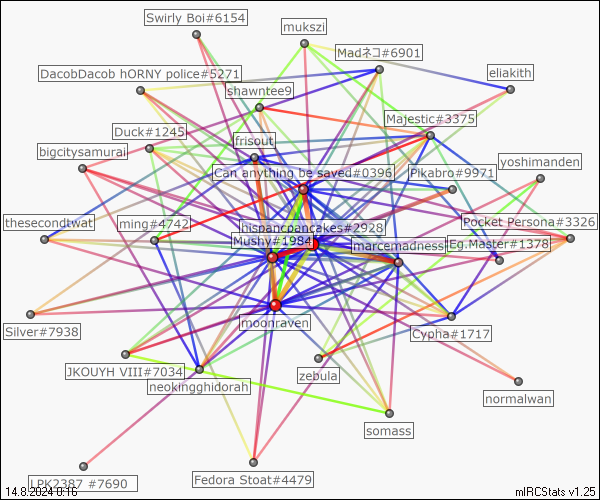 Swirly Boi#6154
mukszi
Madネコ#6901
DacobDacob hORNY police#5271
eliakith
shawntee9
Majestic#3375
Duck#1245
frisout
bigcitysamurai
yoshimanden
Can anything be saved#0396
Pikabro#9971
thesecondtwat
ming#4742
hispancpancakes#2928
Pocket Persona#3326
Mushy#1984
marcemadness
Eg.Master#1378
moonraven
Silver#7938
Cypha#1717
JKOUYH VIII#7034
neokingghidorah
zebula
normalwan
somass
LPK2387 #7690
Fedora Stoat#4479
14.8.2024 0:16
mIRCStats v1.25